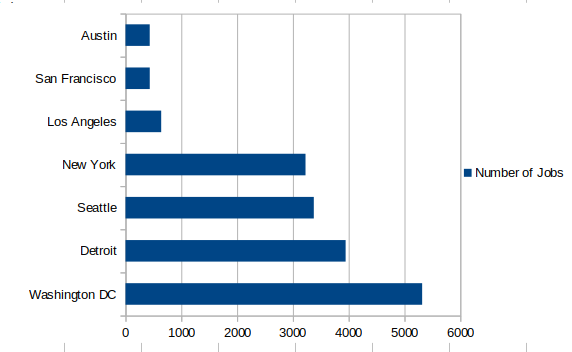 Austin
San Francisco
Los Angeles
New York
Number of Jobs
Seattle
Detroit
Washington DC
0 1000 2000 3000 4000 5000 6000